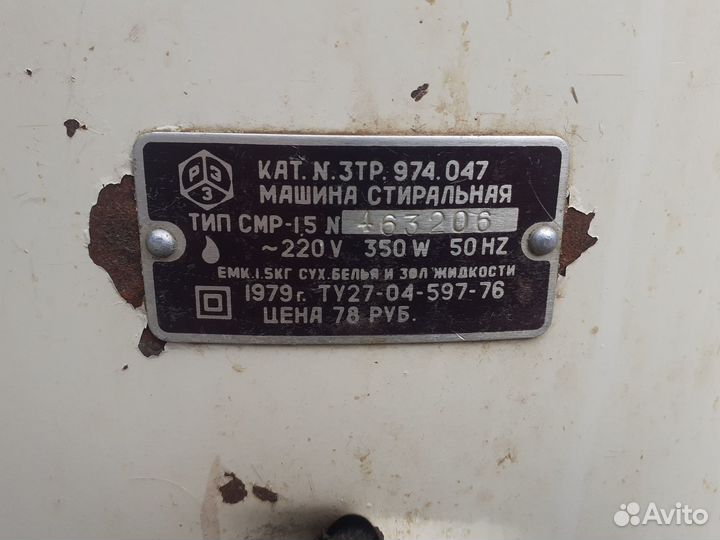 РЭЗ
КАТ. N. 3ТР. 974.047
МАШИНА СТИРАЛЬНАЯ
ТИП СМР-1,5 N 463206
~220V 350W 50HZ
ЕМК.1.5КГ СУХ.БЕЛЬЯ И 30Л ЖИДКОСТИ
1979г. ТУ27-04-597-76
ЦЕНА 78 РУБ.
Avito